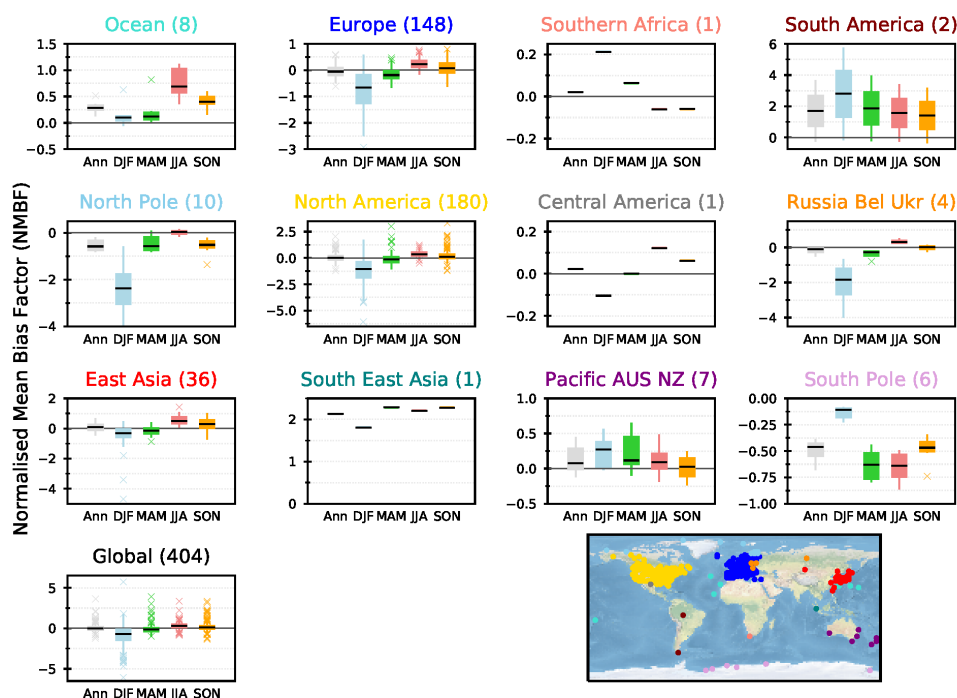 Normalised Mean Bias Factor (NMBF)
Ocean (8)
1.5
1.0
0.5
0.0
−0.5
Ann DJF MAM JJA SON
Europe (148)
1
0
−1
−2
−3
Ann DJF MAM JJA SON
Southern Africa (1)
0.2
0.0
−0.2
Ann DJF MAM JJA SON
South America (2)
6
4
2
0
Ann DJF MAM JJA SON
North Pole (10)
0
−2
−4
Ann DJF MAM JJA SON
North America (180)
2.5
0.0
−2.5
−5.0
Ann DJF MAM JJA SON
Central America (1)
0.2
0.0
−0.2
Ann DJF MAM JJA SON
Russia Bel Ukr (4)
0
−2
−4
Ann DJF MAM JJA SON
East Asia (36)
2
0
−2
−4
Ann DJF MAM JJA SON
South East Asia (1)
2
1
0
Ann DJF MAM JJA SON
Pacific AUS NZ (7)
1.0
0.5
0.0
−0.5
Ann DJF MAM JJA SON
South Pole (6)
0.00
−0.25
−0.50
−0.75
−1.00
Ann DJF MAM JJA SON
Global (404)
5
0
−5
Ann DJF MAM JJA SON